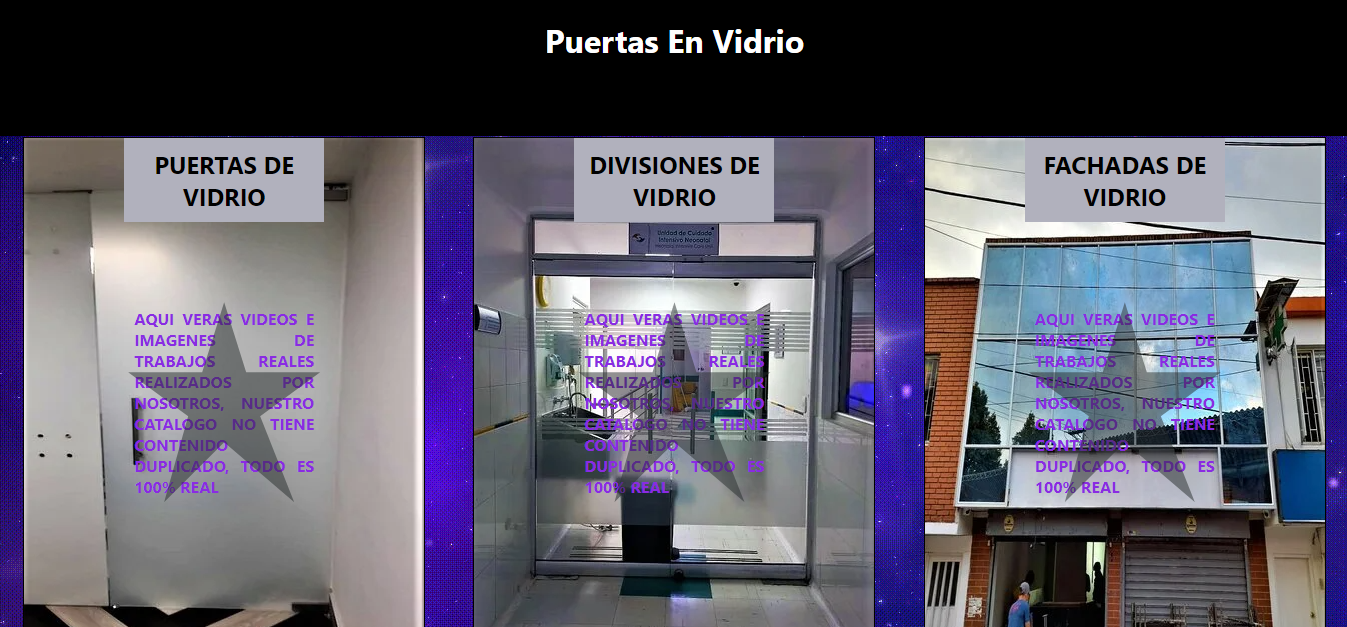 Puertas En Vidrio
PUERTAS DE
VIDRIO
AQUI VERAS VIDEOS E
IMAGENES DE
TRABAJOS REALES
REALIZADOS POR
NOSOTROS, NUESTRO
CATALOGO NO TIENE
CONTENIDO
DUPLICADO, TODO ES
100% REAL
DIVISIONES DE
VIDRIO
Unidad de Cuidado
Intensivo Neonatal
AQUI VERAS VIDEOS E
IMAGENES DE
TRABAJOS REALES
REALIZADOS POR
NOSOTROS, NUESTRO
CATALOGO NO TIENE
CONTENIDO
DUPLICADO, TODO ES
100% REAL
FACHADAS DE
VIDRIO
AQUI VERAS VIDEOS E
IMAGENES DE
TRABAJOS REALES
REALIZADOS POR
NOSOTROS, NUESTRO
CATALOGO NO TIENE
CONTENIDO
DUPLICADO, TODO ES
100% REAL